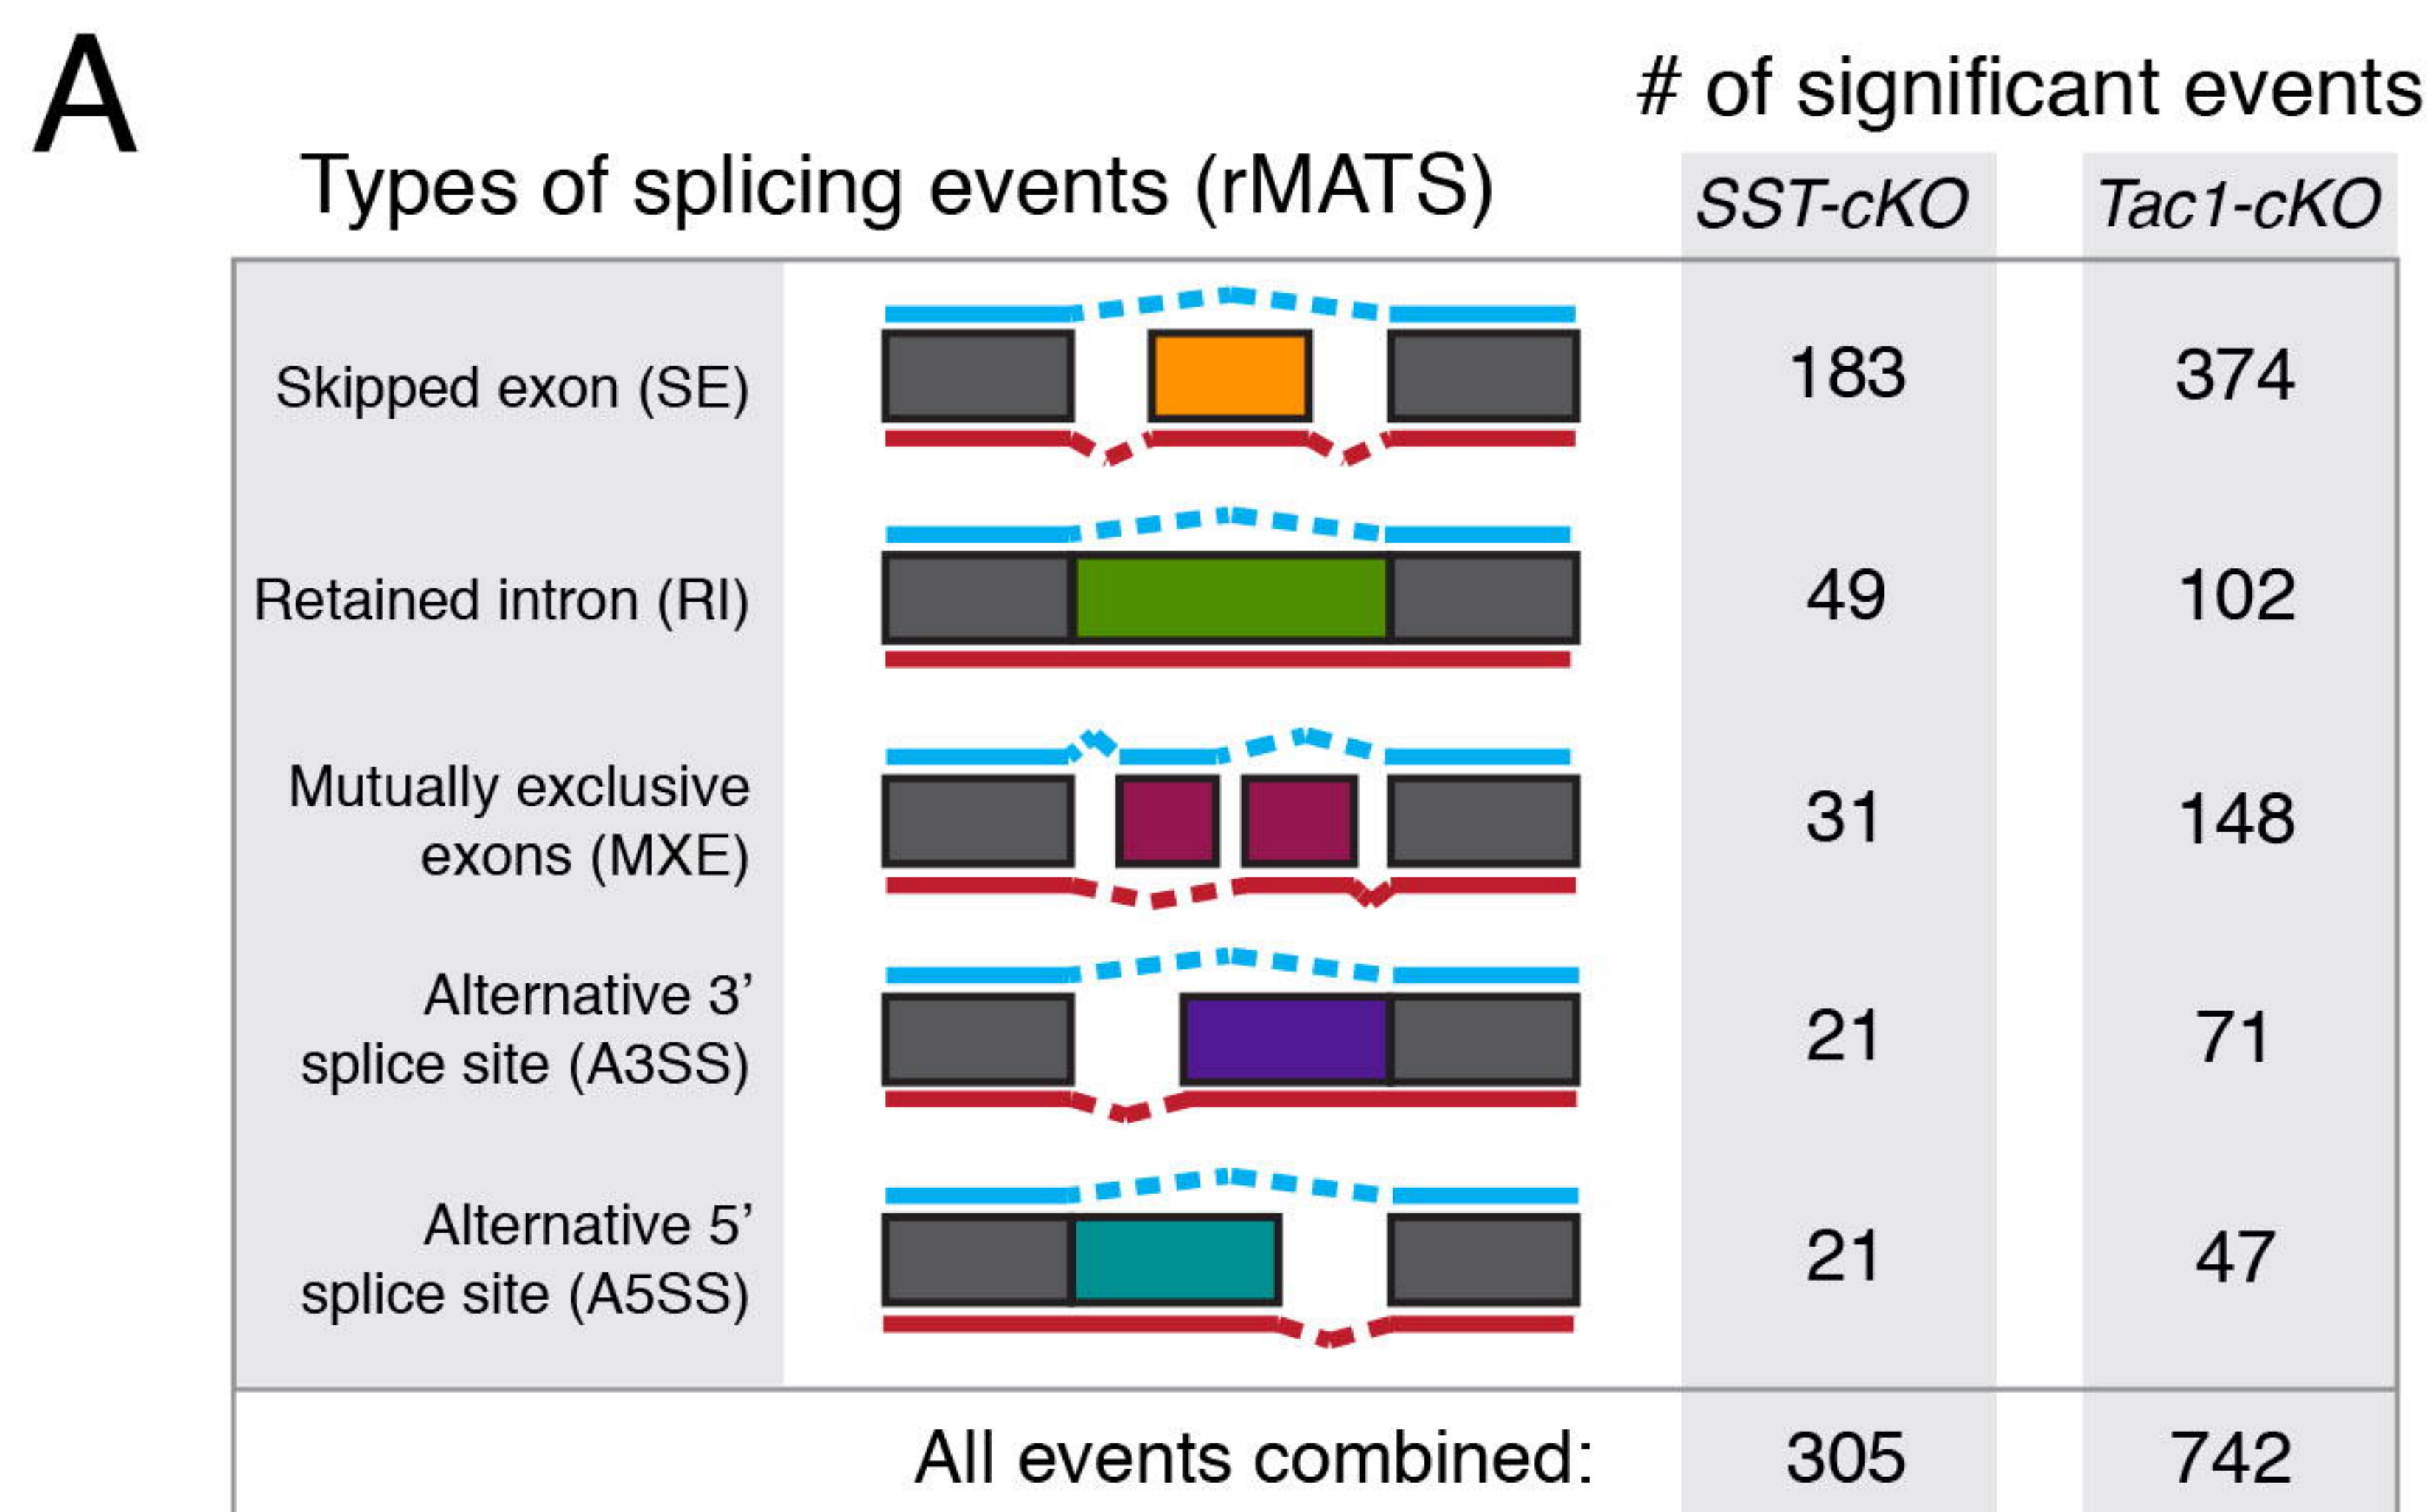 A
# of significant events
Types of splicing events (rMATS)
SST-cKO
Tac1-cKO
Skipped exon (SE)
183
374
Retained intron (RI)
49
102
Mutually exclusive
exons (MXE)
31
148
Alternative 3’
splice site (A3SS)
21
71
Alternative 5’
splice site (A5SS)
21
47
All events combined:
305
742